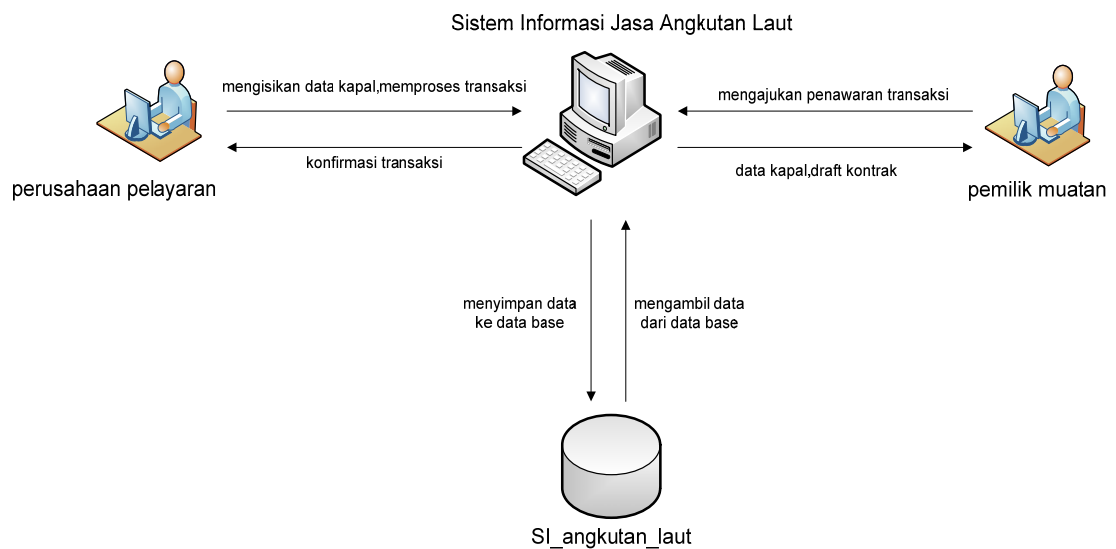 Sistem Informasi Jasa Angkutan Laut
mengisikan data kapal,memproses transaksi
mengajukan penawaran transaksi
konfirmasi transaksi
data kapal,draft kontrak
perusahaan pelayaran
pemilik muatan
menyimpan data
ke data base
mengambil data
dari data base
SI_angkutan_laut